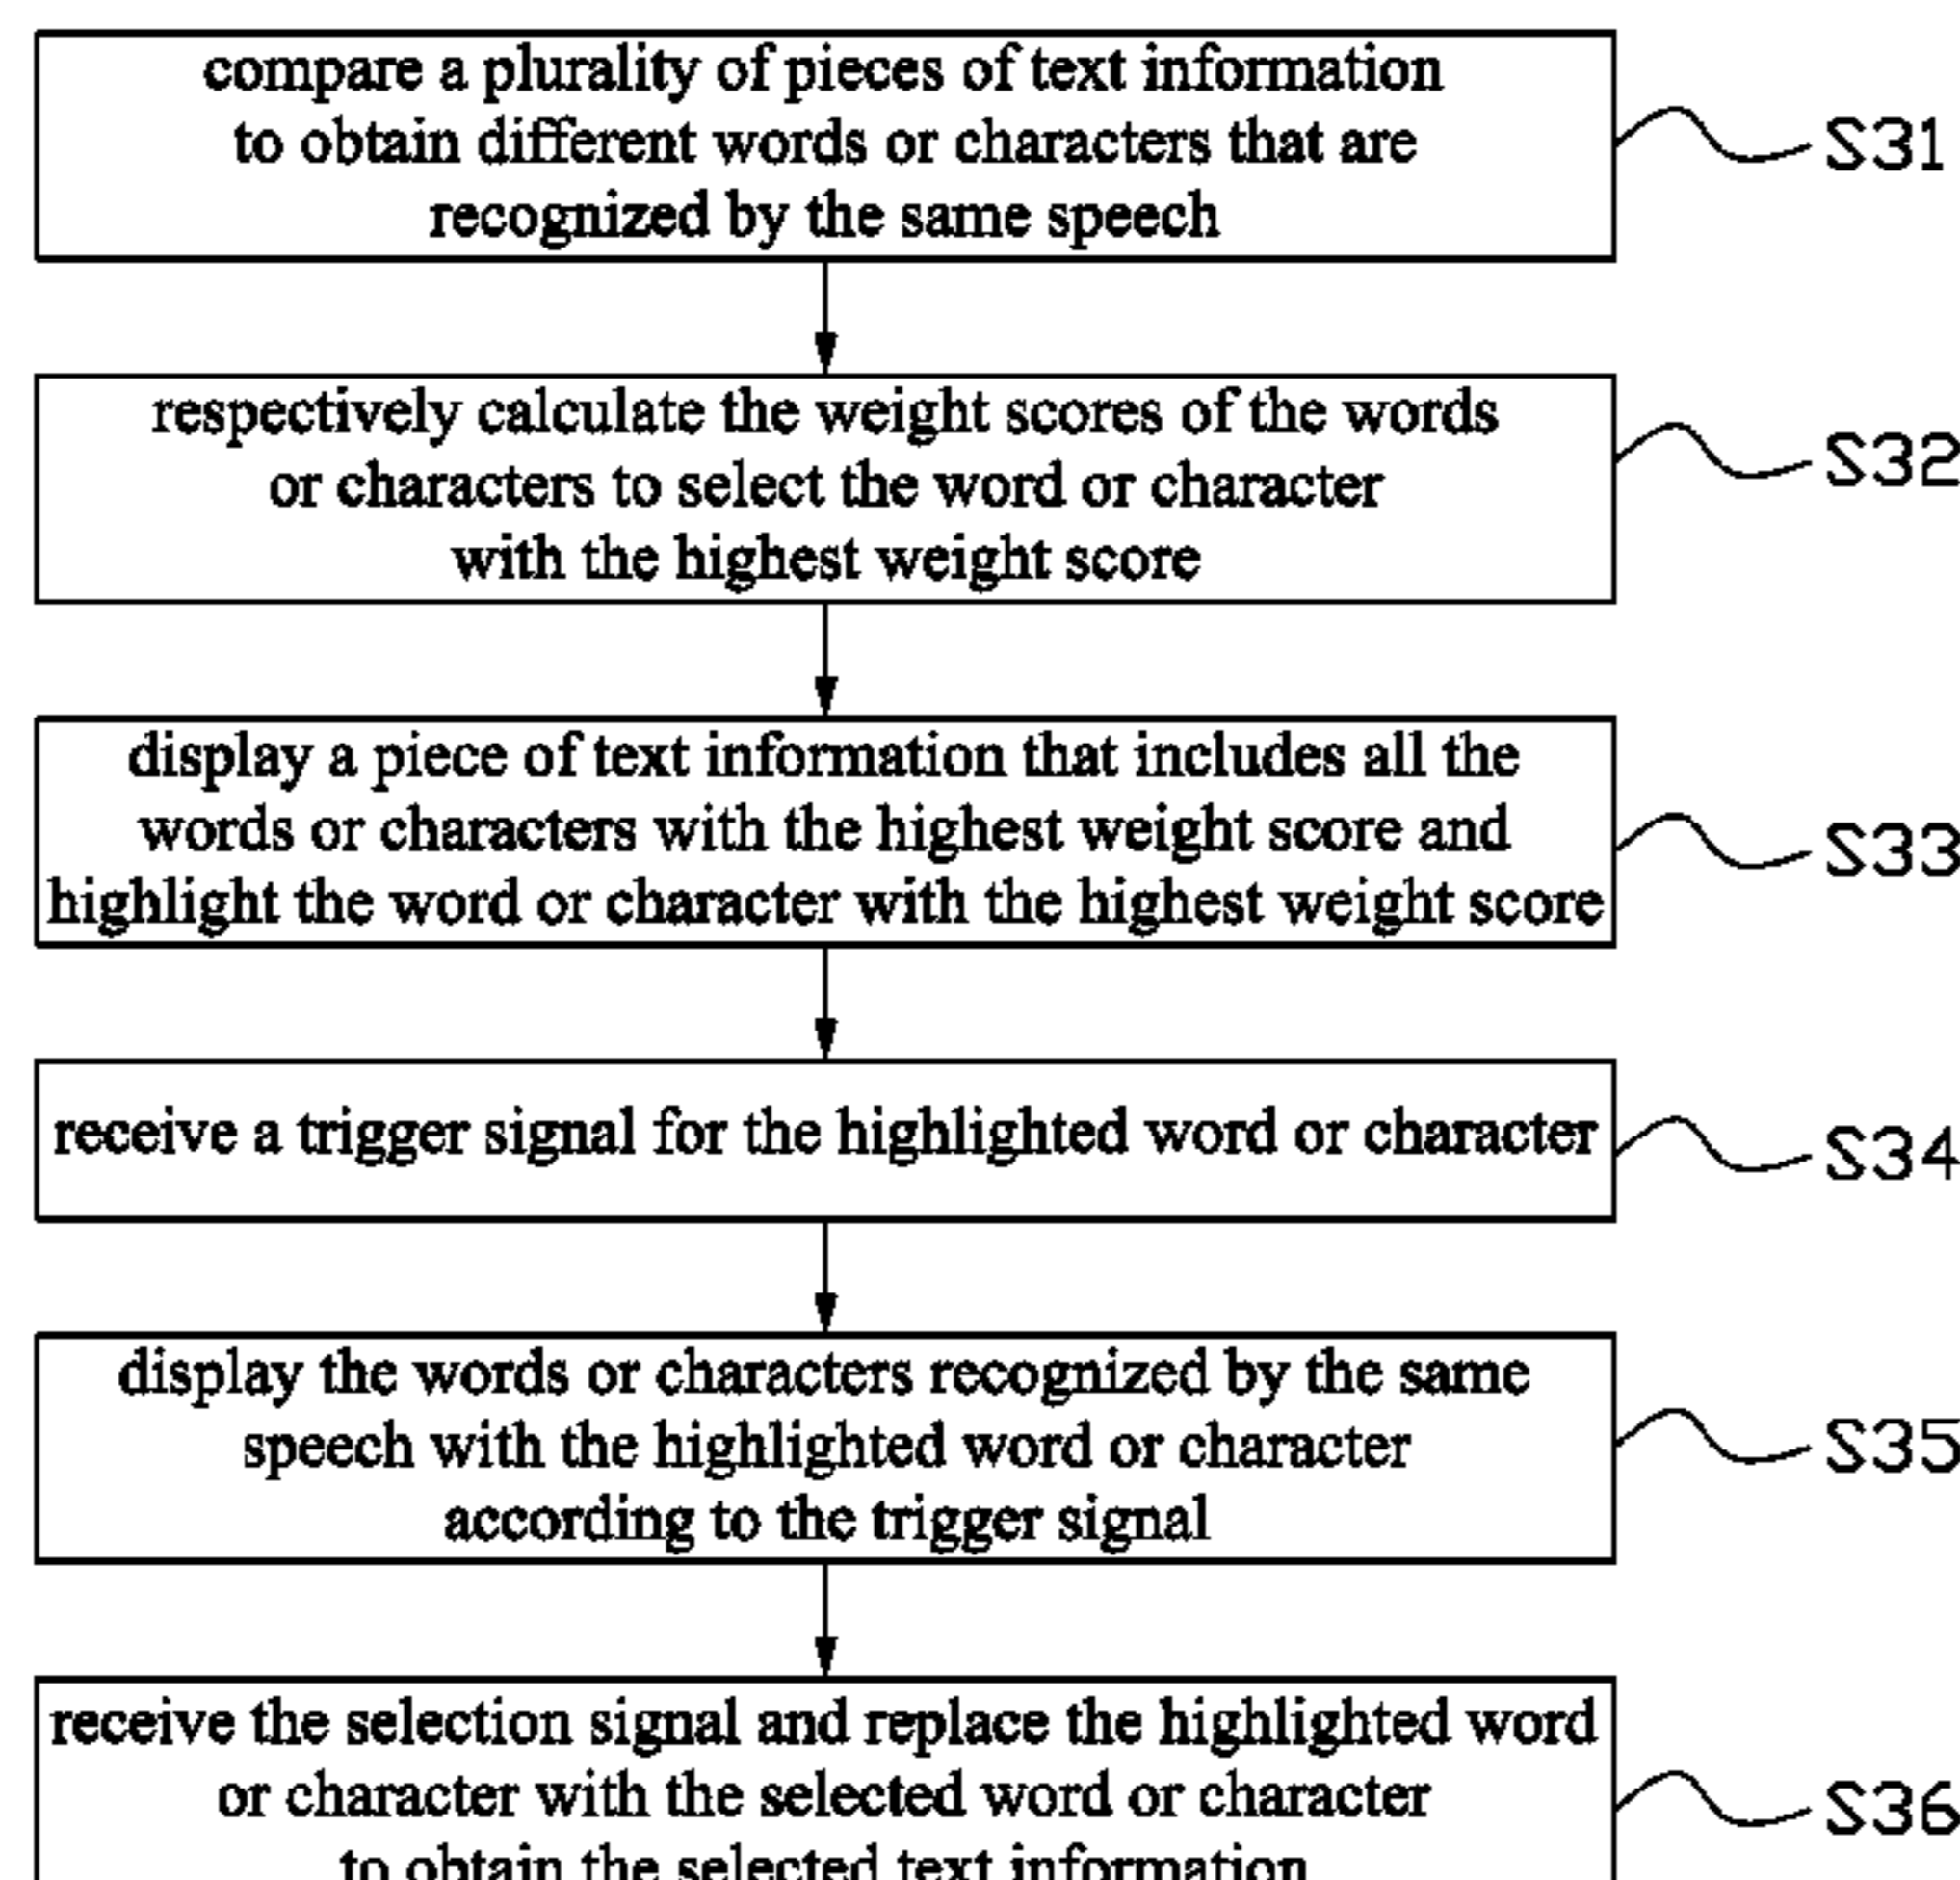 compare a plurality of pieces of text information
to obtain different words or characters that are
recognized by the same speech
S31
respectively calculate the weight scores of the words
or characters to select the word or character
with the highest weight score
S32
display a piece of text information that includes all the
words or characters with the highest weight score and
highlight the word or character with the highest weight score
S33
receive a trigger signal for the highlighted word or character
S34
display the words or characters recognized by the same
speech with the highlighted word or character
according to the trigger signal
S35
receive the selection signal and replace the highlighted word
or character with the selected word or character
to obtain the selected text information
S36